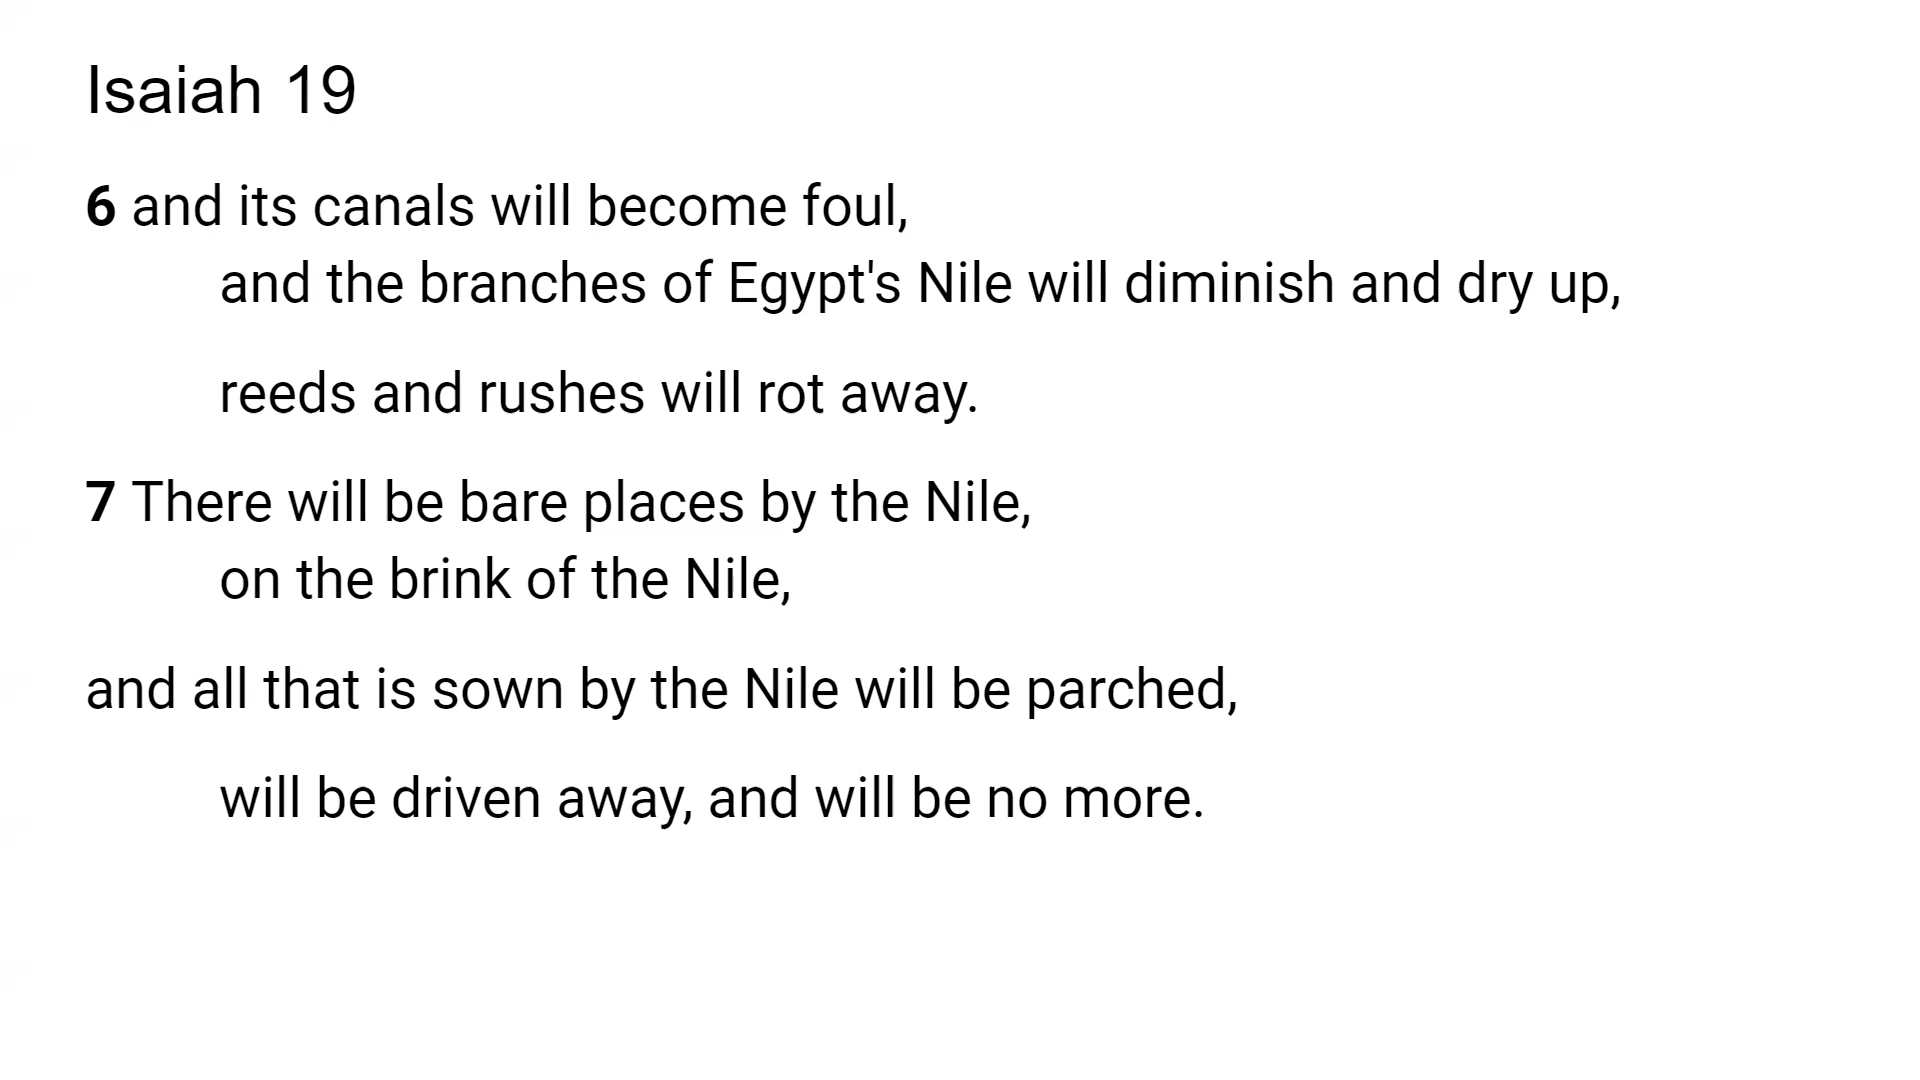 Isaiah 19
6 and its canals will become foul,
and the branches of Egypt's Nile will diminish and dry up,
reeds and rushes will rot away.
7 There will be bare places by the Nile,
on the brink of the Nile,
and all that is sown by the Nile will be parched,
will be driven away, and will be no more.